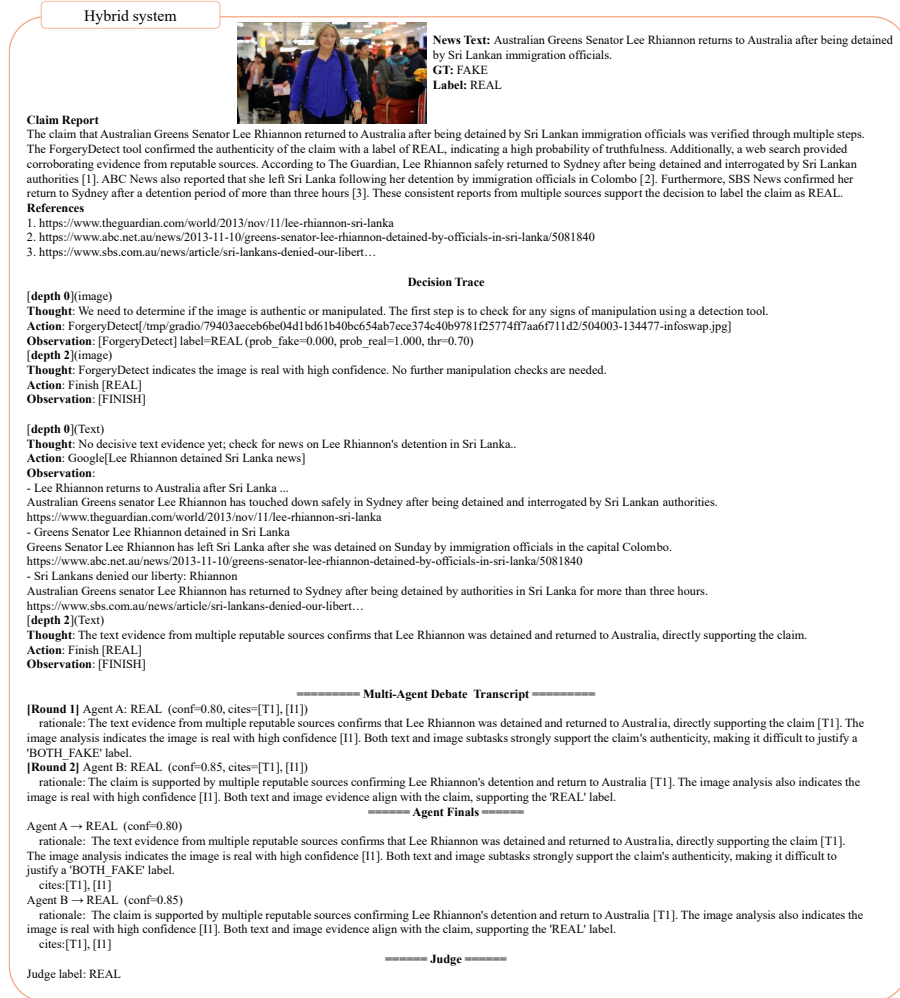 Hybrid system
News Text: Australian Greens Senator Lee Rhiannon returns to Australia after being detained
by Sri Lankan immigration officials.
GT: FAKE
Label: REAL
Claim Report
The claim that Australian Greens Senator Lee Rhiannon returned to Australia after being detained by Sri Lankan immigration officials was verified through multiple steps.
The ForgeryDetect tool confirmed the authenticity of the claim with a label of REAL, indicating a high probability of truthfulness. Additionally, a web search provided
corroborating evidence from reputable sources. According to The Guardian, Lee Rhiannon safely returned to Sydney after being detained and interrogated by Sri Lankan
authorities [1]. ABC News also reported that she left Sri Lanka following her detention by immigration officials in Colombo [2]. Furthermore, SBS News confirmed her
return to Sydney after a detention period of more than three hours [3]. These consistent reports from multiple sources support the decision to label the claim as REAL.
References
1. https://www.theguardian.com/world/2013/nov/11/lee-rhiannon-sri-lanka
2. https://www.abc.net.au/news/2013-11-10/greens-senator-lee-rhiannon-detained-by-officials-in-sri-lanka/5081840
3. https://www.sbs.com.au/news/article/sri-lankans-denied-our-libert…
Decision Trace
[depth 0](image)
Thought: We need to determine if the image is authentic or manipulated. The first step is to check for any signs of manipulation using a detection tool.
Action: ForgeryDetect[/tmp/gradio/79403aeceb6be04d1bd61b40bc654ab7ece374c40b9781f25774ff7aa6f711d2/504003-134477-infoswap.jpg]
Observation: [ForgeryDetect] label=REAL (prob_fake=0.000, prob_real=1.000, thr=0.70)
[depth 2](image)
Thought: ForgeryDetect indicates the image is real with high confidence. No further manipulation checks are needed.
Action: Finish [REAL]
Observation: [FINISH]
[depth 0](Text)
Thought: No decisive text evidence yet; check for news on Lee Rhiannon's detention in Sri Lanka..
Action: Google[Lee Rhiannon detained Sri Lanka news]
Observation:
- Lee Rhiannon returns to Australia after Sri Lanka ...
Australian Greens senator Lee Rhiannon has touched down safely in Sydney after being detained and interrogated by Sri Lankan authorities.
https://www.theguardian.com/world/2013/nov/11/lee-rhiannon-sri-lanka
- Greens Senator Lee Rhiannon detained in Sri Lanka
Greens Senator Lee Rhiannon has left Sri Lanka after she was detained on Sunday by immigration officials in the capital Colombo.
https://www.abc.net.au/news/2013-11-10/greens-senator-lee-rhiannon-detained-by-officials-in-sri-lanka/5081840
- Sri Lankans denied our liberty: Rhiannon
Australian Greens senator Lee Rhiannon has returned to Sydney after being detained by authorities in Sri Lanka for more than three hours.
https://www.sbs.com.au/news/article/sri-lankans-denied-our-libert…
[depth 2](Text)
Thought: The text evidence from multiple reputable sources confirms that Lee Rhiannon was detained and returned to Australia, directly supporting the claim.
Action: Finish [REAL]
Observation: [FINISH]
========= Multi-Agent Debate Transcript =========
[Round 1] Agent A: REAL (conf=0.80, cites=[T1], [I1])
rationale: The text evidence from multiple reputable sources confirms that Lee Rhiannon was detained and returned to Australia, directly supporting the claim [T1]. The
image analysis indicates the image is real with high confidence [I1]. Both text and image subtasks strongly support the claim's authenticity, making it difficult to justify a
'BOTH_FAKE' label.
[Round 2] Agent B: REAL (conf=0.85, cites=[T1], [I1])
rationale: The claim is supported by multiple reputable sources confirming Lee Rhiannon's detention and return to Australia [T1]. The image analysis also indicates the
image is real with high confidence [I1]. Both text and image evidence align with the claim, supporting the 'REAL' label.
====== Agent Finals ======
Agent A → REAL (conf=0.80)
rationale: The text evidence from multiple reputable sources confirms that Lee Rhiannon was detained and returned to Australia, directly supporting the claim [T1].
The image analysis indicates the image is real with high confidence [I1]. Both text and image subtasks strongly support the claim's authenticity, making it difficult to
justify a 'BOTH_FAKE' label.
cites:[T1], [I1]
Agent B → REAL (conf=0.85)
rationale: The claim is supported by multiple reputable sources confirming Lee Rhiannon's detention and return to Australia [T1]. The image analysis also indicates the
image is real with high confidence [I1]. Both text and image evidence align with the claim, supporting the 'REAL' label.
cites:[T1], [I1]
====== Judge ======
Judge label: REAL